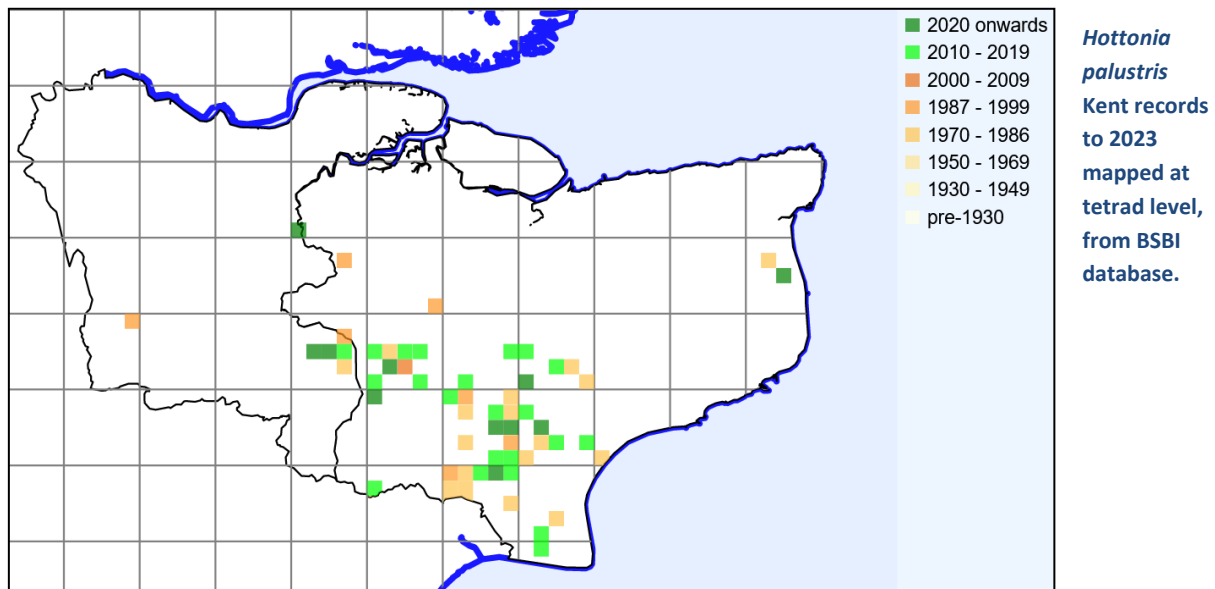 2020 onwards
2010 - 2019
2000 - 2009
1987 - 1999
1970 - 1986
1950 - 1969
1930 - 1949
pre-1930
Hottonia
palustris
Kent records
to 2023
mapped at
tetrad level,
from BSBI
database.